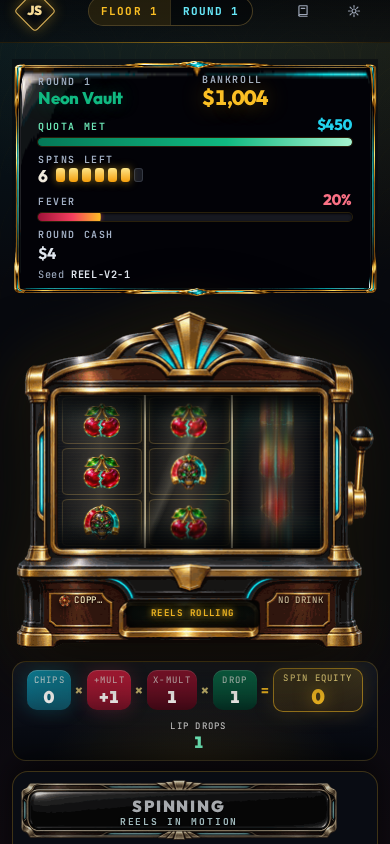 JS
FLOOR 1
ROUND 1
ROUND 1
BANKROLL
Neon Vault
$1,004
QUOTA MET
$450
SPINS LEFT
6
FEVER
20%
ROUND CASH
$4
Seed REEL-V2-1
COPP…
REELS ROLLING
NO DRINK
CHIPS
0
×
+MULT
+1
×
X-MULT
1
×
DROP
1
=
SPIN EQUITY
0
LIP DROPS
1
SPINNING
REELS IN MOTION